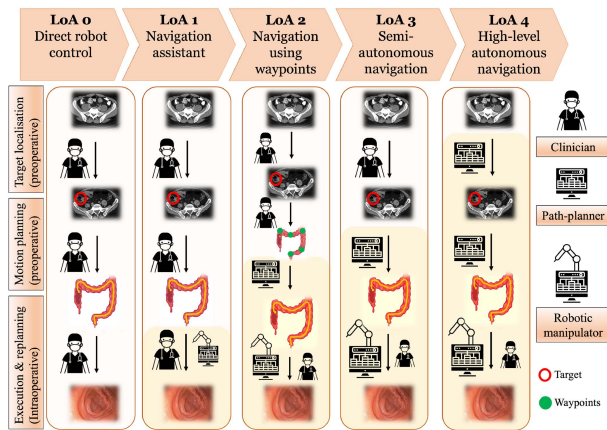 LoA 0
Direct robot
control
LoA 1
Navigation
assistant
LoA 2
Navigation
using
waypoints
LoA 3
Semi-
autonomous
navigation
LoA 4
High-level
autonomous
navigation
Target localisation
(preoperative)
Motion planning
(preoperative)
Execution & replanning
(Intraoperative)
Clinician
Path-planner
Robotic
manipulator
Target
Waypoints